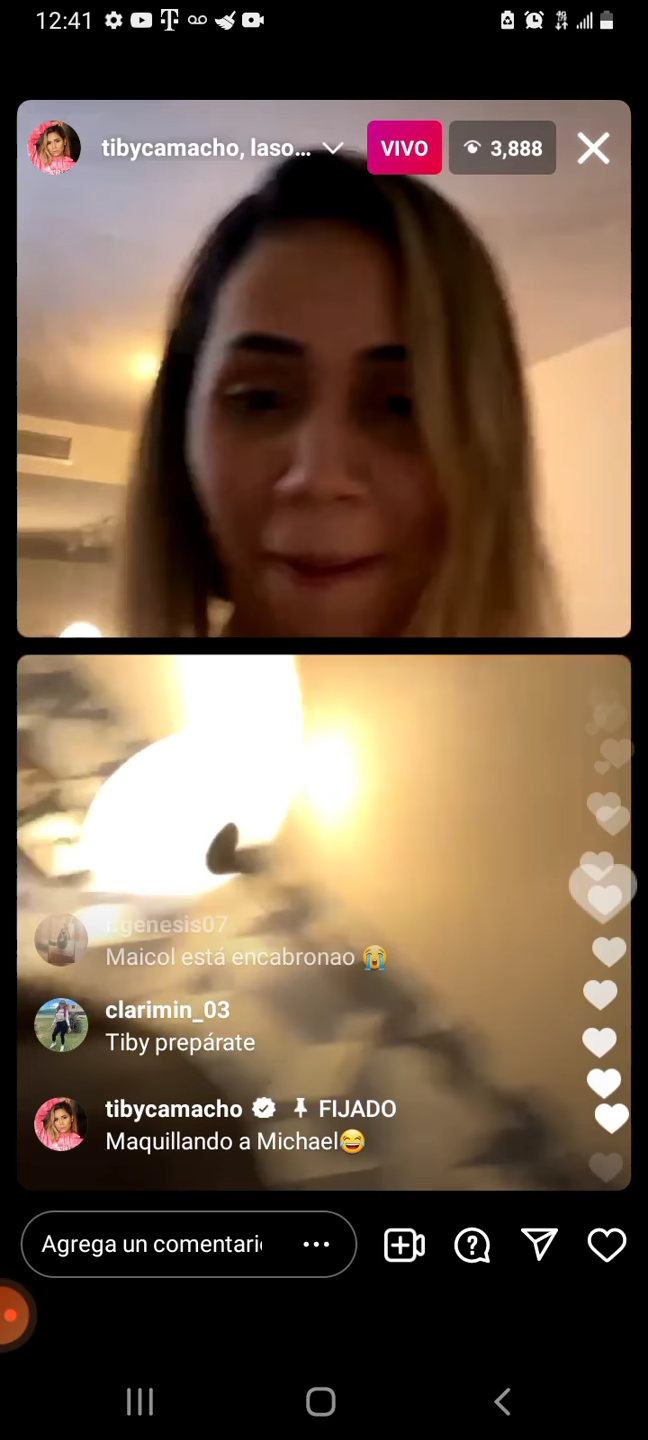 12:41
tibycamacho, laso...
VIVO
3,888
r.genesis07
Maicol está encabronao 😭
clarimin_03
Tiby prepárate
tibycamacho FIJADO
Maquillando a Michael😂
Agrega un comentari